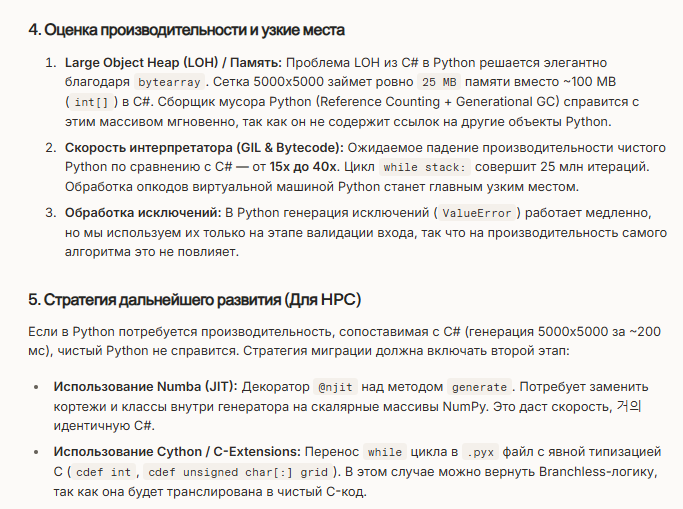 4. Оценка производительности и узкие места
1. Large Object Heap (LOH) / Память: Проблема LOH из C# в Python решается элегантно
благодаря bytearray. Сетка 5000x5000 займет ровно 25 MB памяти вместо ~100 MB
(int[]) в C#. Сборщик мусора Python (Reference Counting + Generational GC) справится с
этим массивом мгновенно, так как он не содержит ссылок на другие объекты Python.
2. Скорость интерпретатора (GIL & Bytecode): Ожидаемое падение производительности чистого
Python по сравнению с C# — от 15x до 40x. Цикл while stack: совершит 25 млн итераций.
Обработка опкодов виртуальной машиной Python станет главным узким местом.
3. Обработка исключений: В Python генерация исключений (ValueError) работает медленно,
но мы используем их только на этапе валидации входа, так что на производительность самого
алгоритма это не повлияет.
5. Стратегия дальнейшего развития (Для HPC)
Если в Python потребуется производительность, сопоставимая с C# (генерация 5000x5000 за ~200
мс), чистый Python не справится. Стратегия миграции должна включать второй этап:
• Использование Numba (JIT): Декоратор @njit над методом generate. Потребует заменить
кортежи и классы внутри генератора на скалярные массивы NumPy. Это даст скорость, 거의
идентичную C#.
• Использование Cython / C-Extensions: Перенос while цикла в .pyx файл с явной типизацией
C (cdef int, cdef unsigned char[:] grid). В этом случае можно вернуть Branchless-логику,
так как она будет транслирована в чистый C-код.